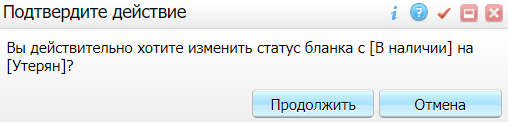 Подтвердите действие
Вы действительно хотите изменить статус бланка с [В наличии] на
[Утерян]?
Продолжить
Отмена